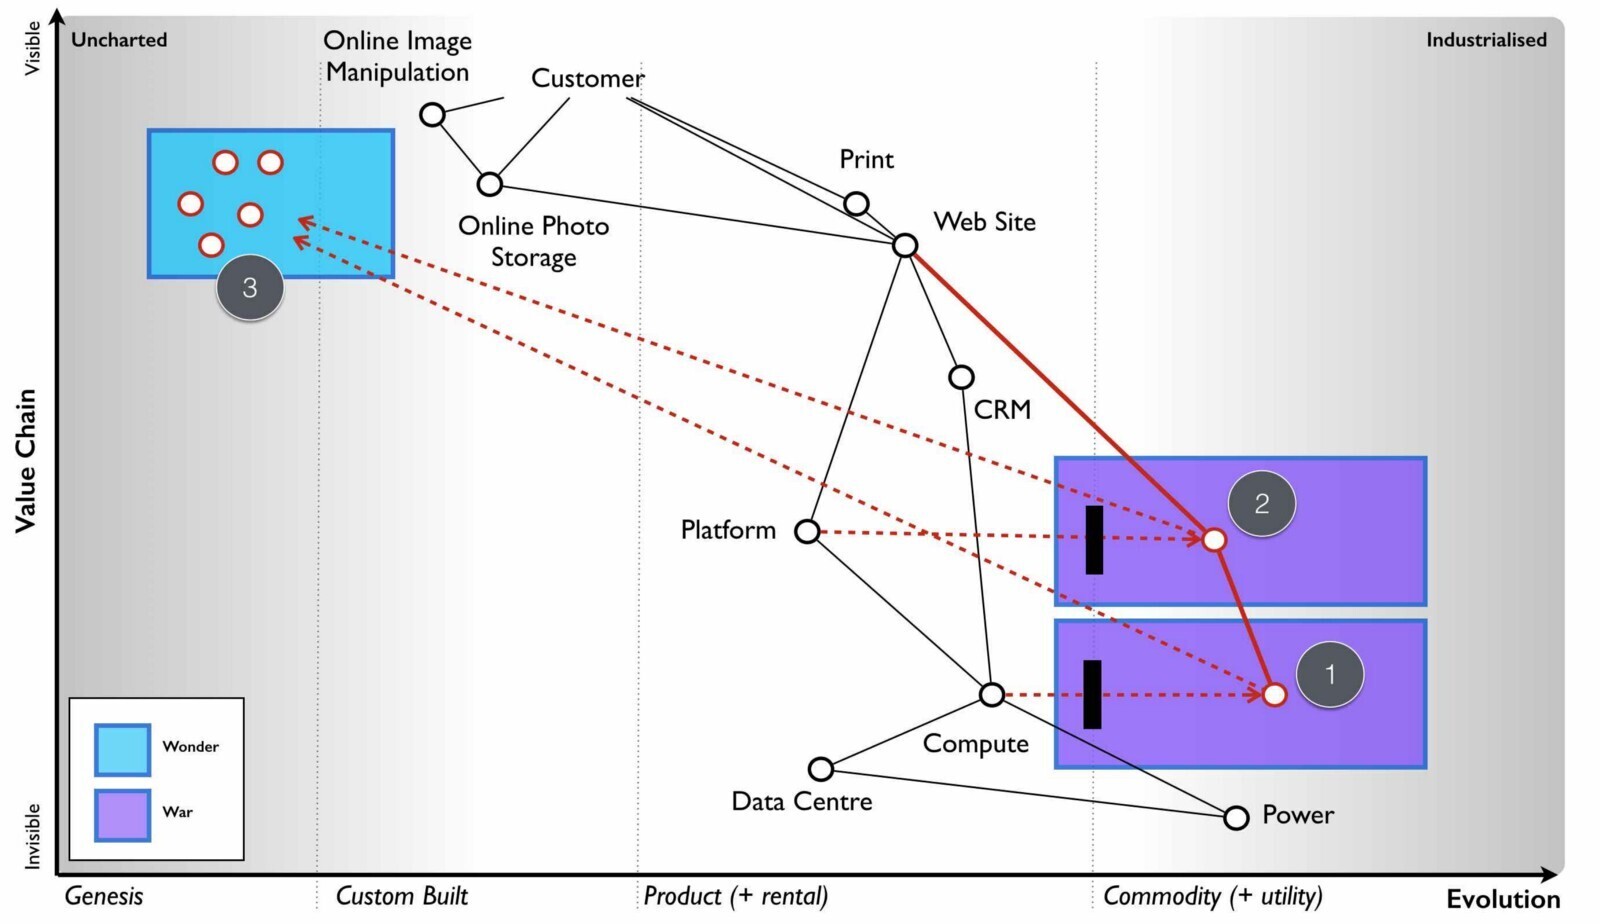 Visible
Uncharted
Online Image
Manipulation
Customer
Industrialised
Print
Web Site
Online Photo
Storage
3
CRM
Value Chain
2
Platform
1
Compute
Data Centre
Power
Wonder
War
Invisible
Genesis
Custom Built
Product (+ rental)
Commodity (+ utility)
Evolution